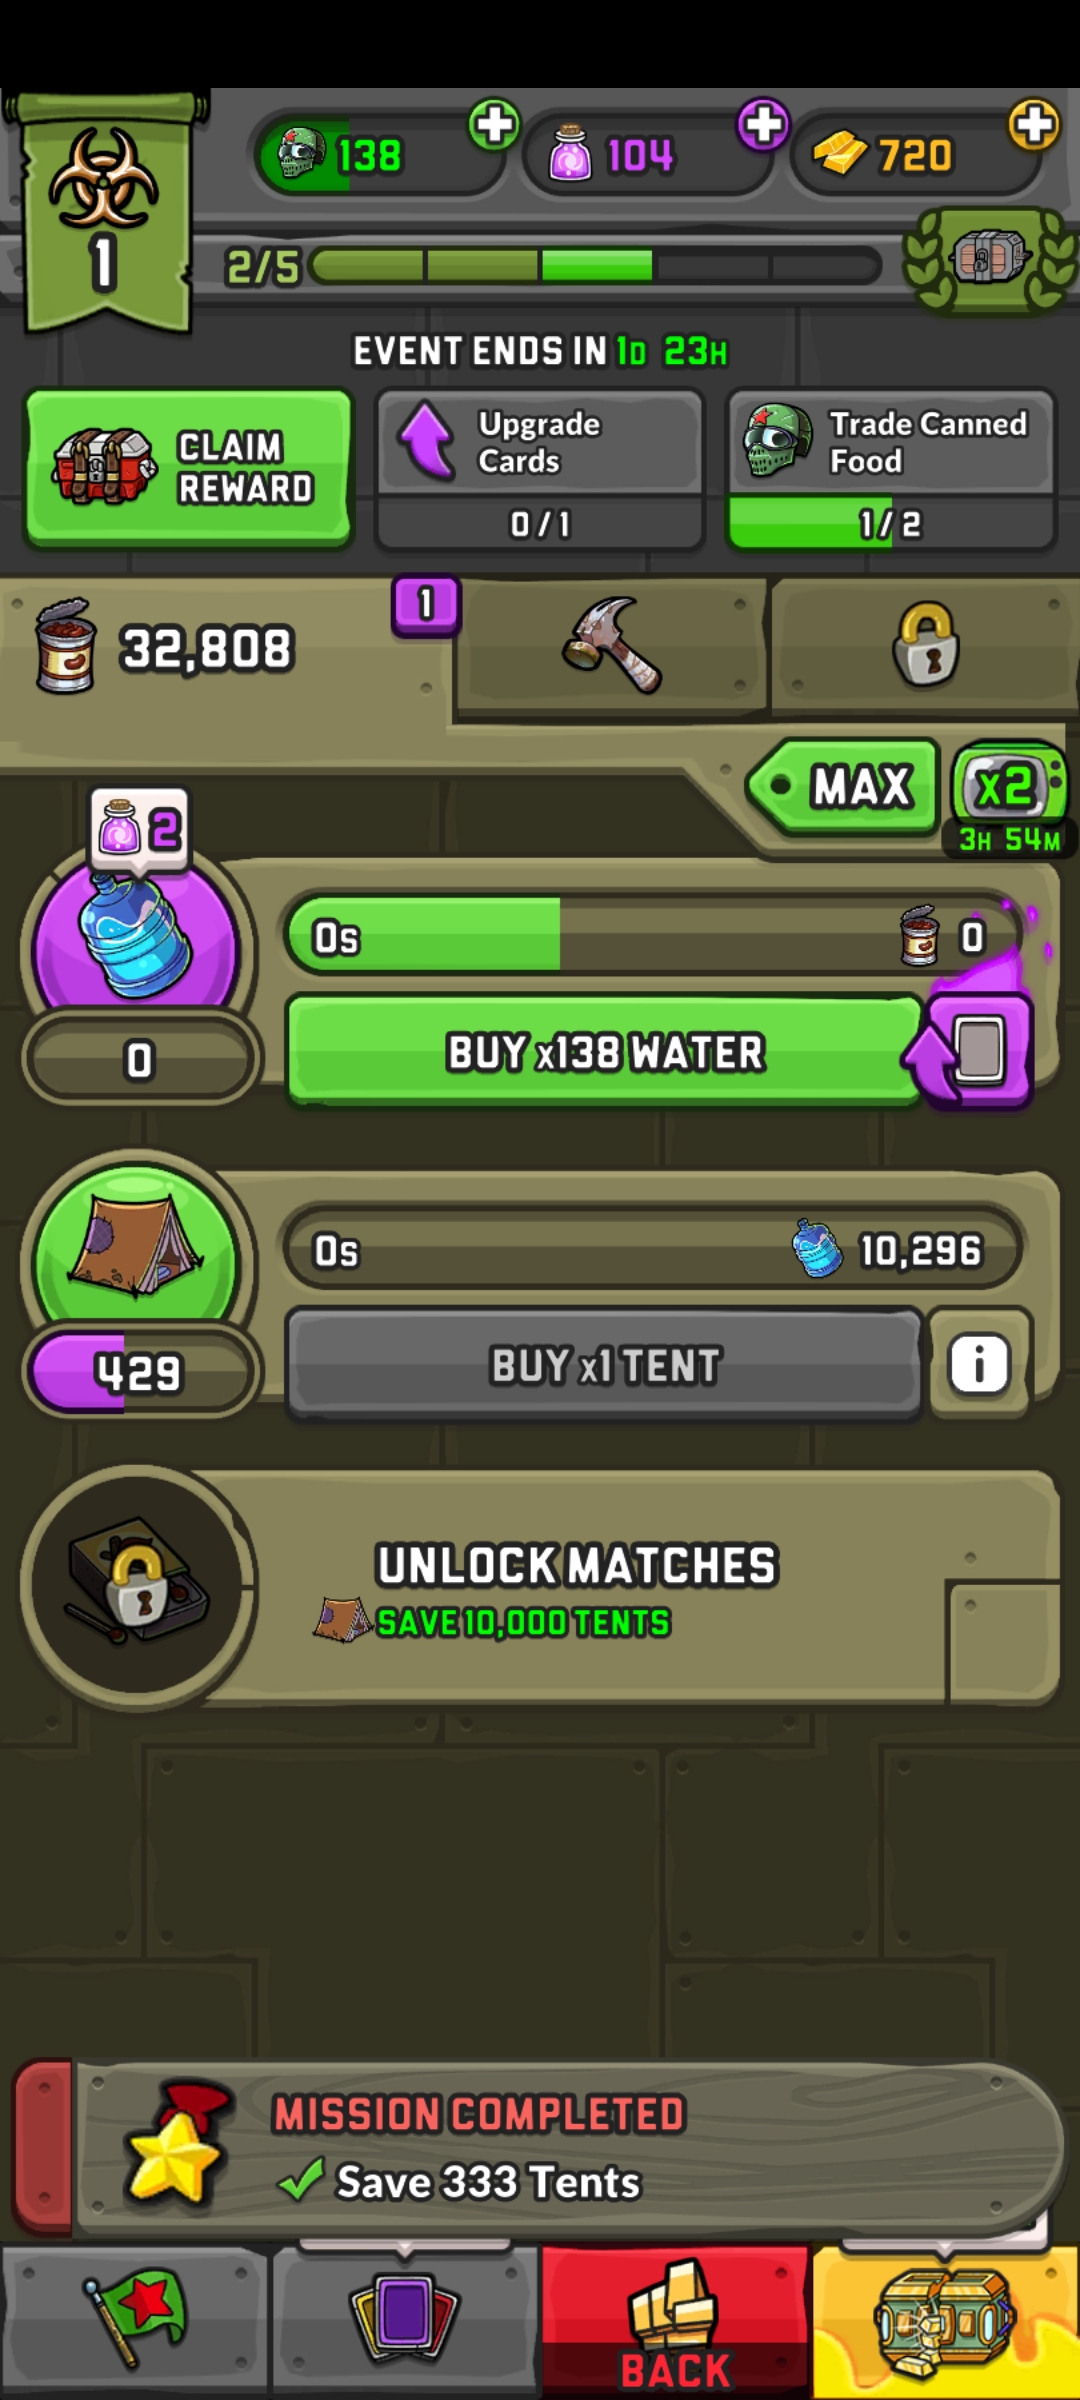 138
104
720
1
2/5
EVENT ENDS IN 1D 23H
CLAIM
REWARD
Upgrade
Cards
0/1
Trade Canned
Food
1/2
32,808
1
MAX
x2
3H 54M
2
0s
0
0
BUY x138 WATER
0s
10,296
429
BUY x1 TENT
i
UNLOCK MATCHES
SAVE 10,000 TENTS
MISSION COMPLETED
Save 333 Tents
BACK